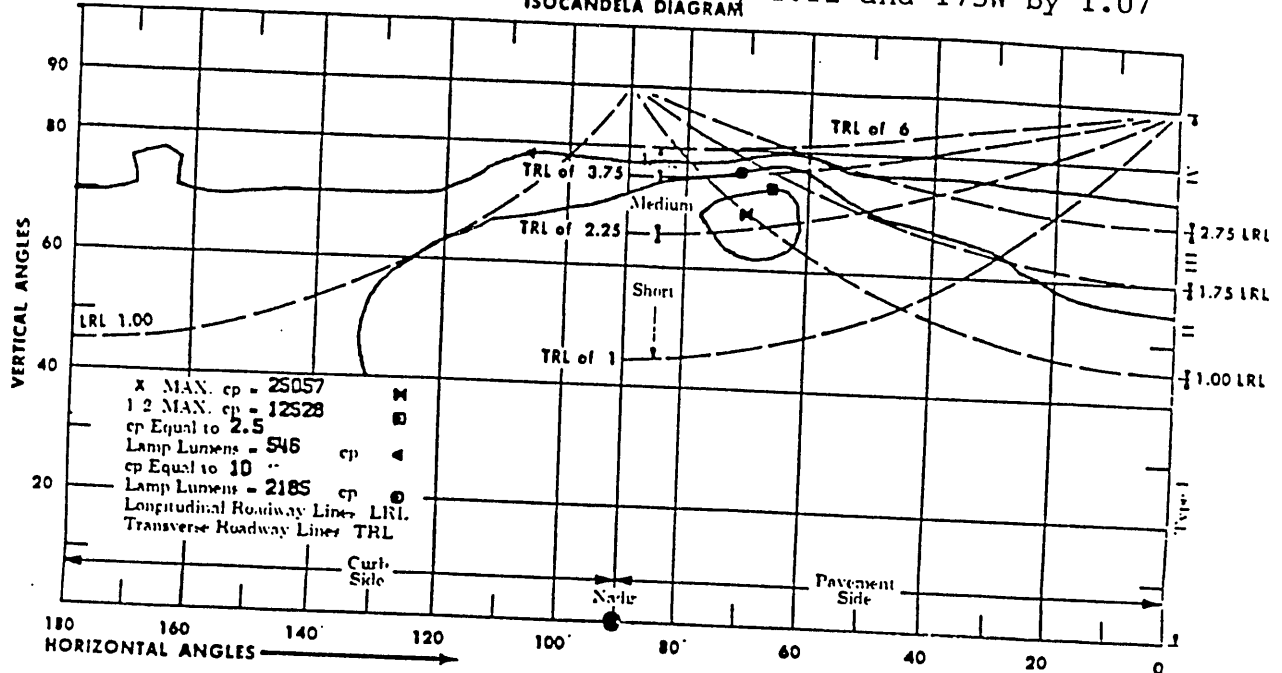 and 175W by 1.07
ISOCANDELA DIAGRAM
90
80
60
40
20
VERTICAL ANGLES
TRL of 6
TRL of 3.75
Medium
TRL of 2.25
Short
TRL of 1
LRL 1.00
2.75 LRL
III
1.75 LRL
II
1.00 LRL
X MAX. cp = 25057
1 2 MAX. cp = 12528
cp Equal to 2.5
Lamp Lumens = 546 cp
cp Equal to 10
Lamp Lumens = 2185 cp
Longitudinal Roadway Lines LRL
Transverse Roadway Lines TRL
Curb Side
Nadir
Pavement Side
180 160 140 120 100 80 60 40 20 0
HORIZONTAL ANGLES